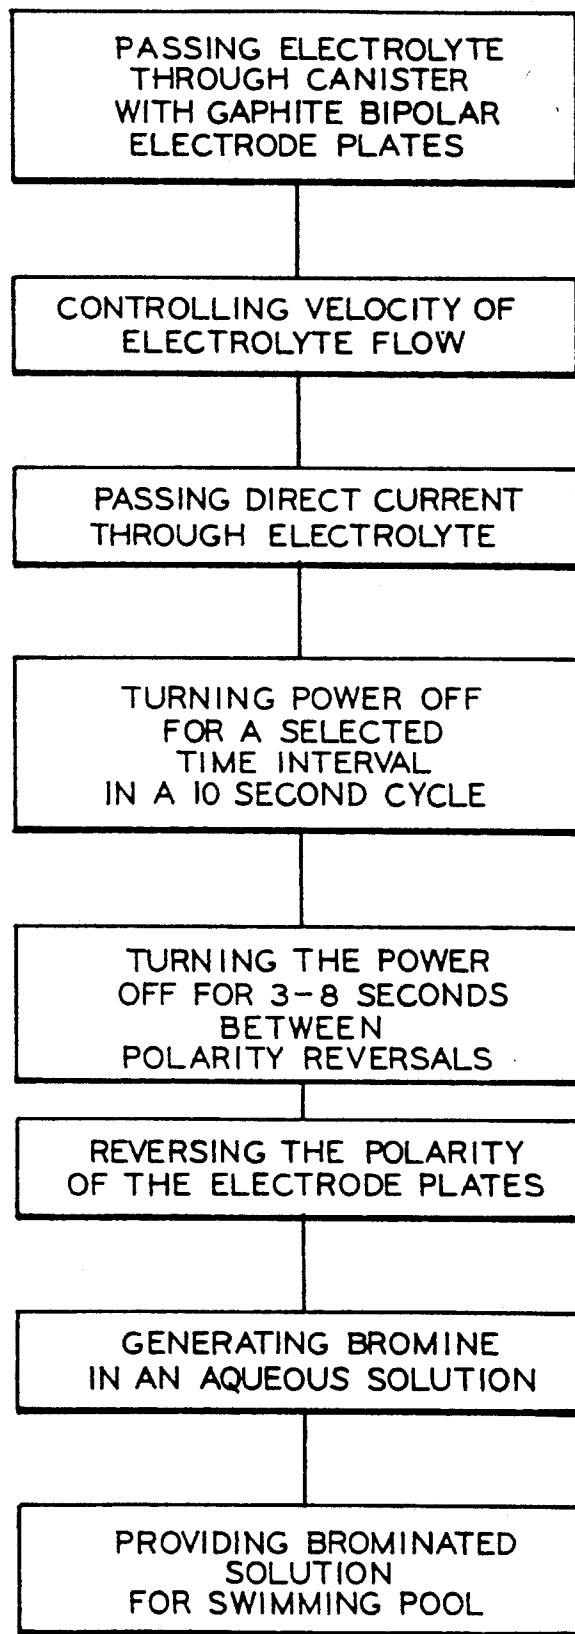 PASSING ELECTROLYTE
THROUGH CANISTER
WITH GAPHITE BIPOLAR
ELECTRODE PLATES
CONTROLLING VELOCITY OF
ELECTROLYTE FLOW
PASSING DIRECT CURRENT
THROUGH ELECTROLYTE
TURNING POWER OFF
FOR A SELECTED
TIME INTERVAL
IN A 10 SECOND CYCLE
TURNING THE POWER
OFF FOR 3-8 SECONDS
BETWEEN
POLARITY REVERSALS
REVERSING THE POLARITY
OF THE ELECTRODE PLATES
GENERATING BROMINE
IN AN AQUEOUS SOLUTION
PROVIDING BROMINATED
SOLUTION
FOR SWIMMING POOL